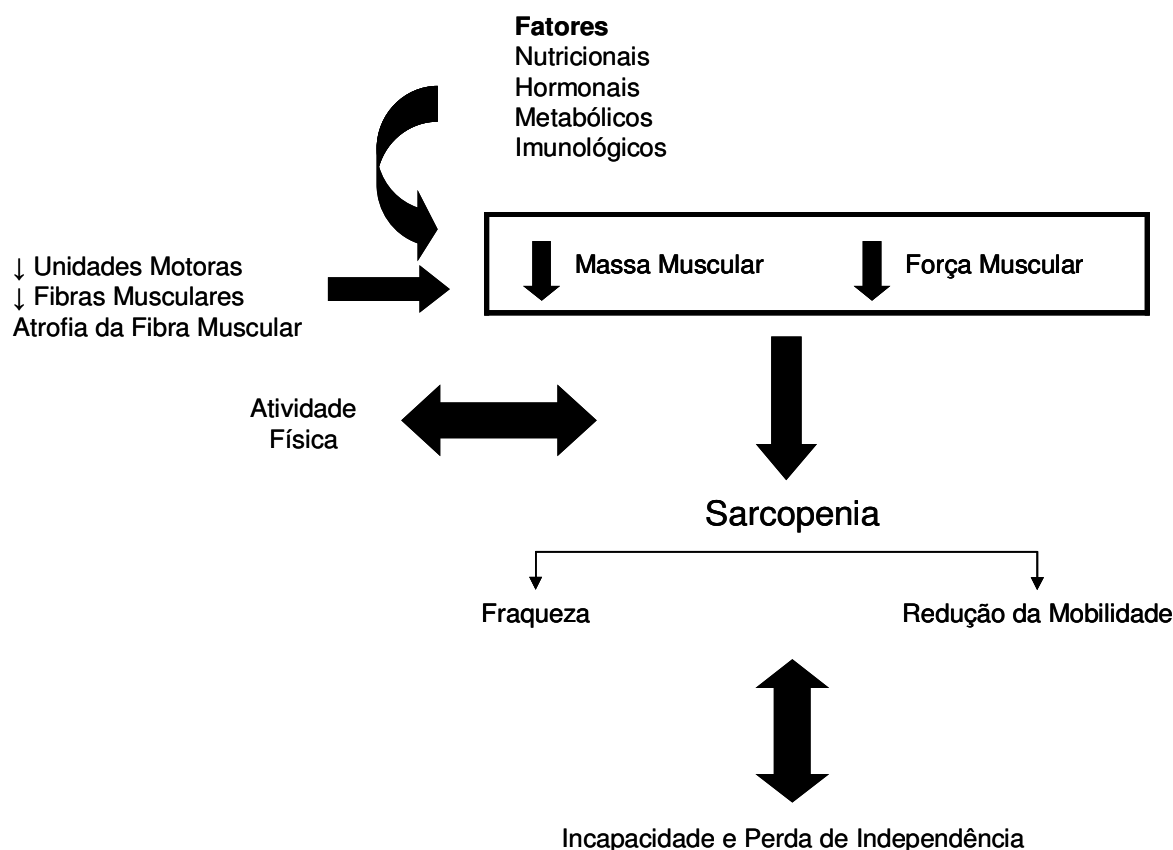 Fatores
Nutricionais
Hormonais
Metabólicos
Imunológicos
↓ Unidades Motoras
↓ Fibras Musculares
Atrofia da Fibra Muscular
Massa Muscular
Força Muscular
Atividade
Física
Sarcopenia
Fraqueza
Redução da Mobilidade
Incapacidade e Perda de Independência